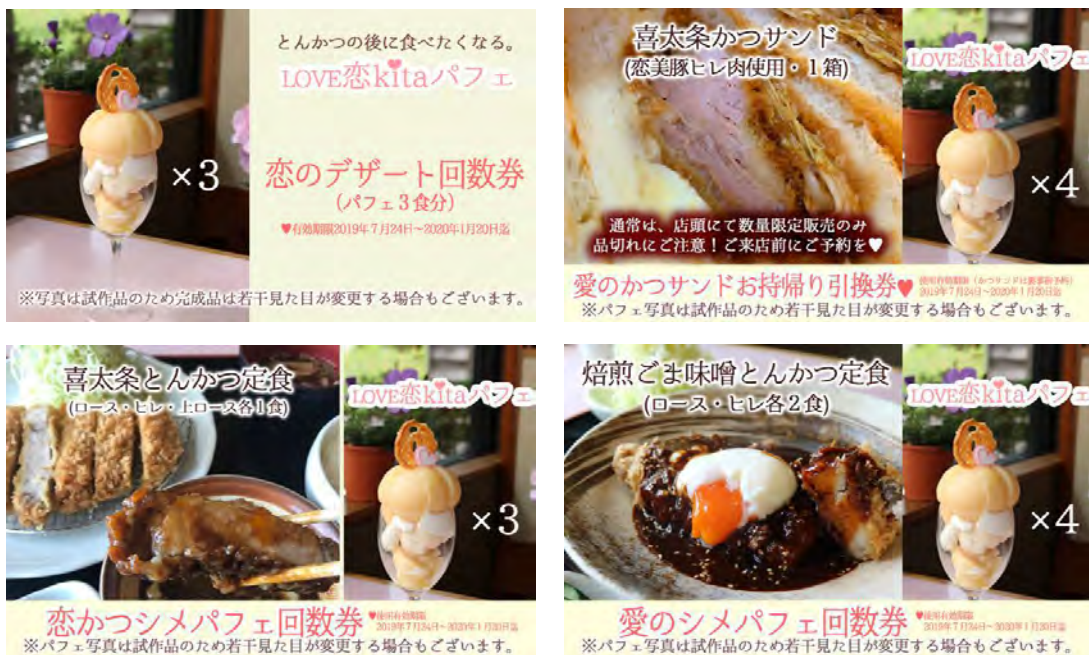 とんかつの後に食べたくなる。
LOVE恋kitaパフェ
×3
恋のデザート回数券
(パフェ3食分)
♥有効期限2019年7月24日~2020年1月20日迄
※写真は試作品のため完成品は若干見た目が変更する場合もございます。
喜太条かつサンド
(恋美豚ヒレ肉使用・1箱)
LOVE恋kitaパフェ
×4
通常は、店頭にて数量限定販売のみ
品切れにご注意!ご来店前にご予約を♥
愛のかつサンドお持帰り引換券♥
2019年7月24日~2020年1月20日迄
※パフェ写真は試作品のため若干見た目が変更する場合もございます。
喜太条とんかつ定食
(ロース・ヒレ・上ロース各1食)
LOVE恋kitaパフェ
×3
恋かつシメパフェ回数券
♥使用有効期限
2019年7月24日~2020年1月20日迄
※パフェ写真は試作品のため若干見た目が変更する場合もございます。
焙煎ごま味噌とんかつ定食
(ロース・ヒレ各2食)
LOVE恋kitaパフェ
×4
愛のシメパフェ回数券
♥使用有効期限
2019年7月24日~2020年1月20日迄
※パフェ写真は試作品のため若干見た目が変更する場合もございます。